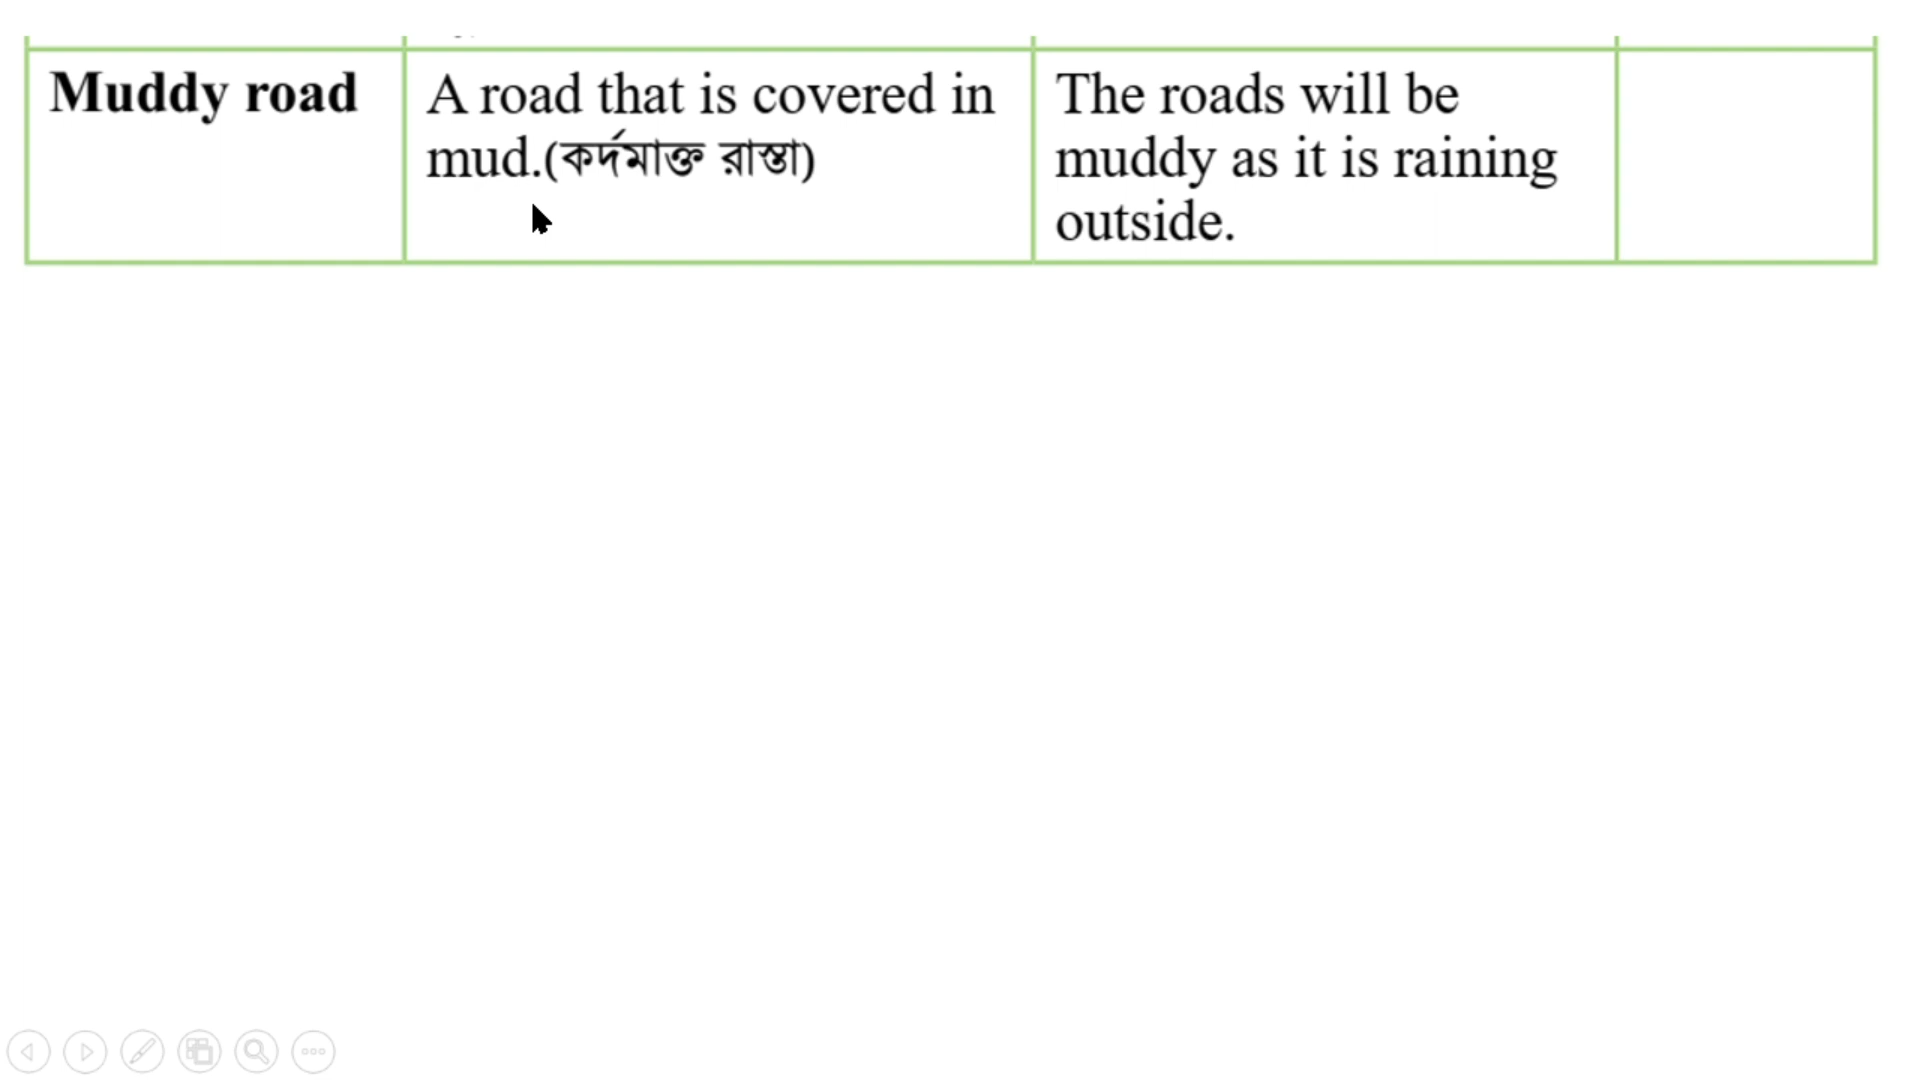 Muddy road
A road that is covered in
mud.(কর্দমাক্ত রাস্তা)
The roads will be
muddy as it is raining
outside.